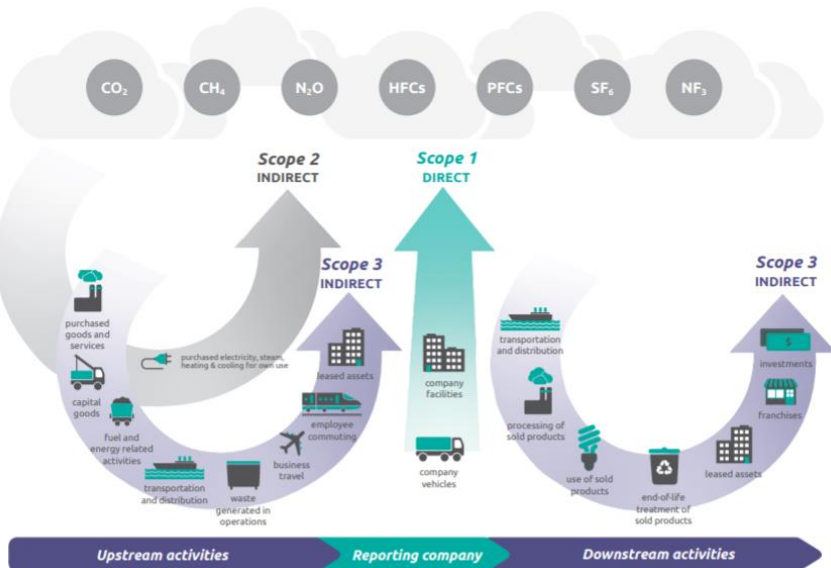 CO₂
CH₄
N₂O
HFCs
PFCs
SF₆
NF₃
Scope 2
INDIRECT
Scope 1
DIRECT
Scope 3
INDIRECT
Scope 3
INDIRECT
purchased
goods and
services
capital
goods
fuel and
energy related
activities
purchased electricity, steam,
heating & cooling for own use
transportation
and distribution
waste
generated in
operations
business
travel
employee
commuting
leased assets
company
facilities
company
vehicles
transportation
and distribution
processing of
sold products
use of sold
products
end-of-life
treatment of
sold products
leased assets
franchises
investments
$
Upstream activities
Reporting company
Downstream activities